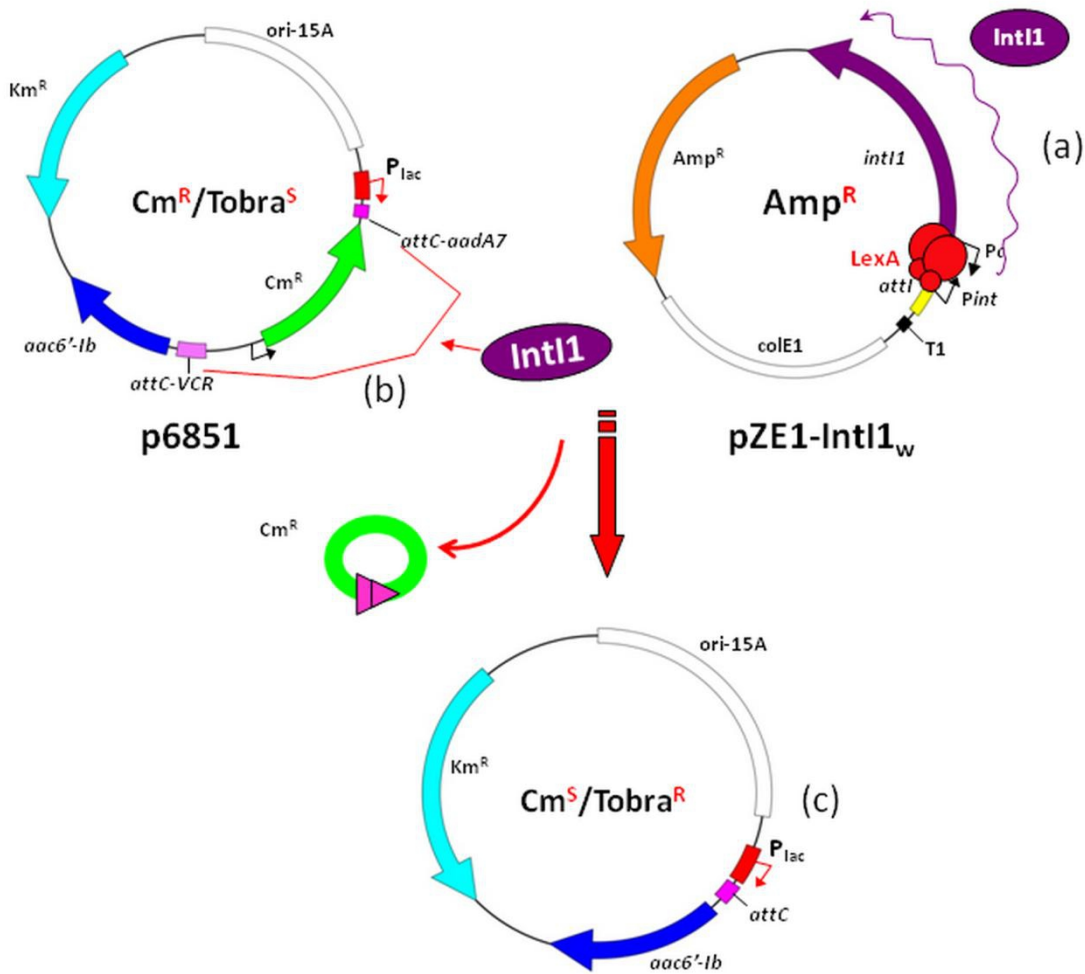 ori-15A
Km^R
P_lac
Cm^R/Tobra^S
attC-aadA7
Cm^R
aac6'-Ib
attC-VCR
(b)
p6851
IntI1
IntI1
(a)
intI1
Amp^R
Amp^R
LexA
attI
Pint
T1
colE1
pZE1-IntI1_w
Cm^R
ori-15A
Km^R
Cm^S/Tobra^R
(c)
P_lac
attC
aac6'-Ib